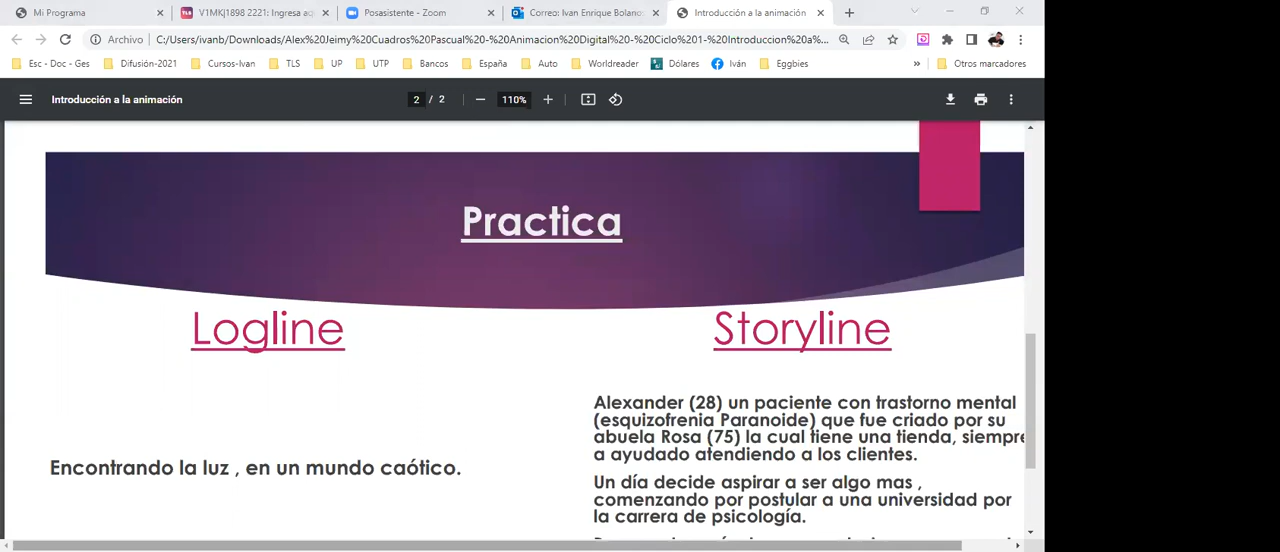 Mi Programa
V1MKJ1898 2221: Ingresa aq
Posasistente - Zoom
Correo: Ivan Enrique Bolano
Introducción a la animación
Archivo C:/Users/ivanb/Downloads/Alex%20Jeimy%20Cuadros%20Pascual%20-%20Animacion%20Digital%20-%20Ciclo%201-%20Introduccion%20a%...
Esc - Doc - Ges Difusión-2021 Cursos-Ivan TLS UP UTP Bancos España Auto Worldreader Dólares Iván Eggbies » Otros marcadores
Introducción a la animación 2 / 2 110%
Practica
Logline
Encontrando la luz , en un mundo caótico.
Storyline
Alexander (28) un paciente con trastorno mental
(esquizofrenia Paranoide) que fue criado por su
abuela Rosa (75) la cual tiene una tienda, siempre
a ayudado atendiendo a los clientes.
Un día decide aspirar a ser algo mas ,
comenzando por postular a una universidad por
la carrera de psicología.